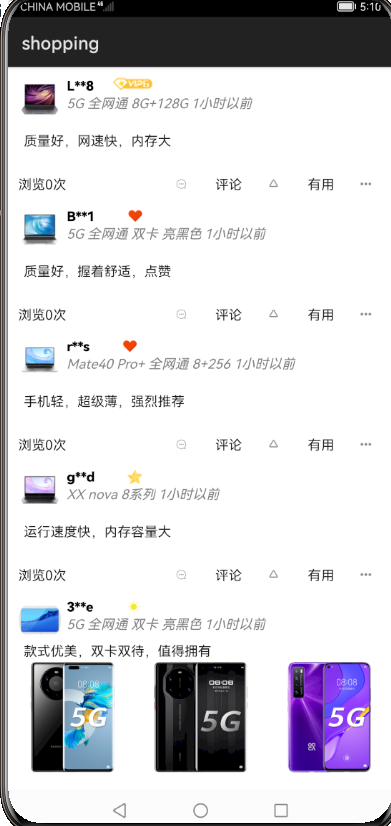 CHINA MOBILE
5:10
shopping
L**8 VIP6
5G 全网通 8G+128G 1小时以前
质量好，网速快，内存大
浏览0次 评论 有用 •••
B**1
5G 全网通 双卡 亮黑色 1小时以前
质量好，握着舒适，点赞
浏览0次 评论 有用 •••
r**s
Mate40 Pro+ 全网通 8+256 1小时以前
手机轻，超级薄，强烈推荐
浏览0次 评论 有用 •••
g**d
XX nova 8系列 1小时以前
运行速度快，内存容量大
浏览0次 评论 有用 •••
3**e
5G 全网通 双卡 亮黑色 1小时以前
款式优美，双卡双待，值得拥有
08:08 08:08 08:08
5G 5G 5G